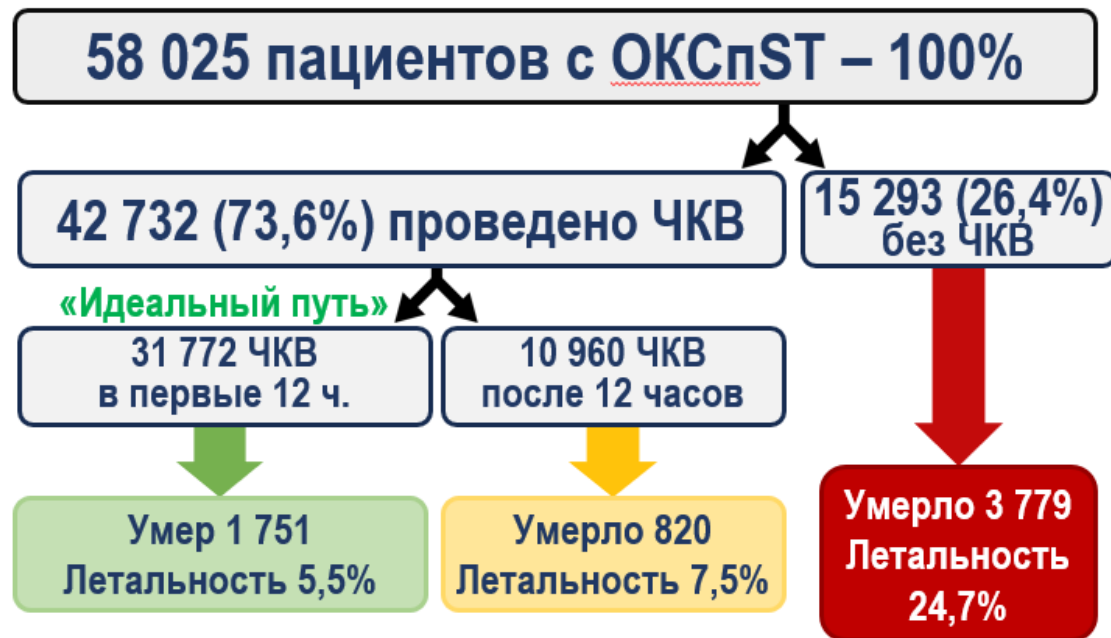 58 025 пациентов с ОКСпST – 100%
42 732 (73,6%) проведено ЧКВ
15 293 (26,4%)
без ЧКВ
«Идеальный путь»
31 772 ЧКВ
в первые 12 ч.
10 960 ЧКВ
после 12 часов
Умер 1 751
Летальность 5,5%
Умерло 820
Летальность 7,5%
Умерло 3 779
Летальность
24,7%